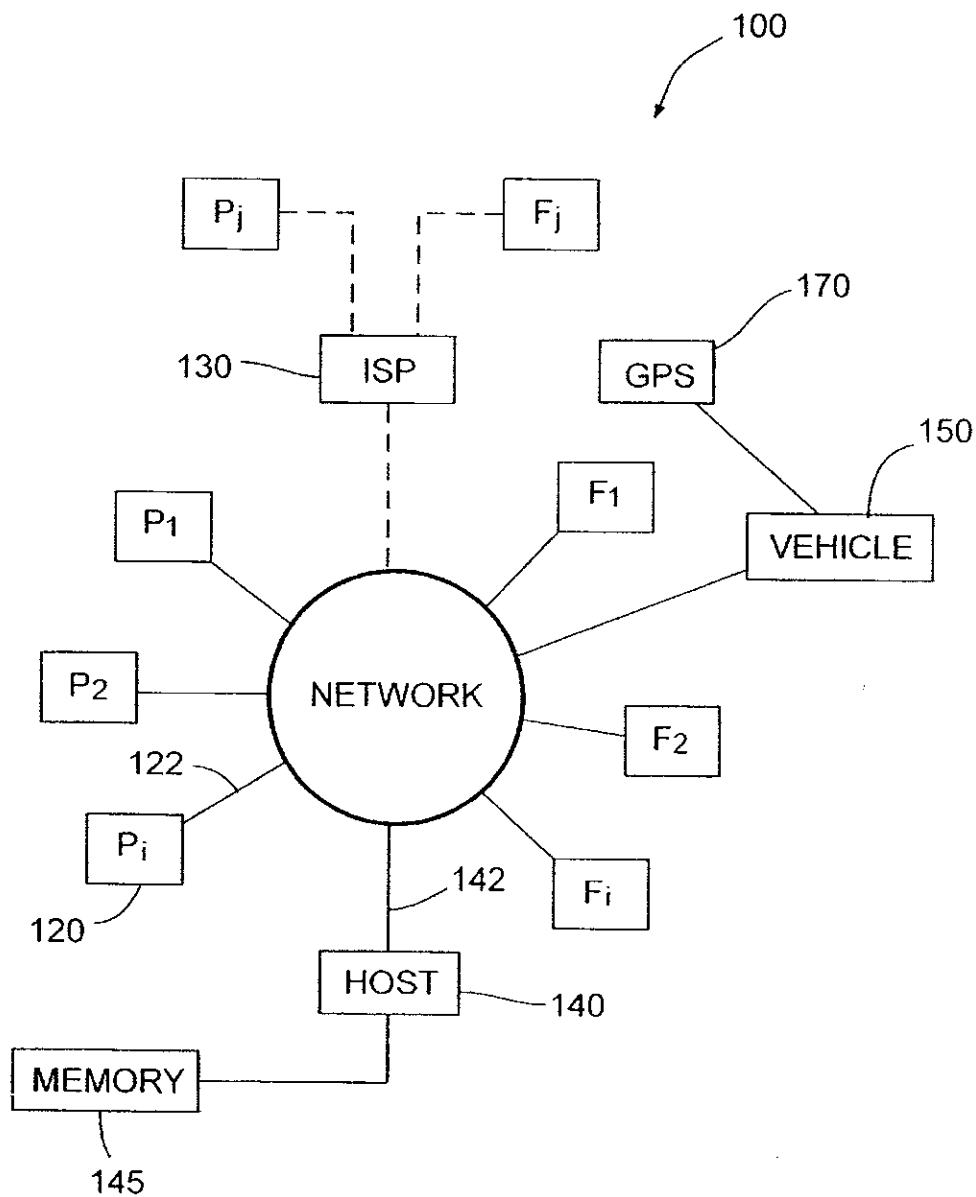 100
Pj
Fj
170
130
ISP
GPS
150
P1
F1
VEHICLE
P2
NETWORK
F2
122
Pi
142
Fi
120
HOST
140
MEMORY
145